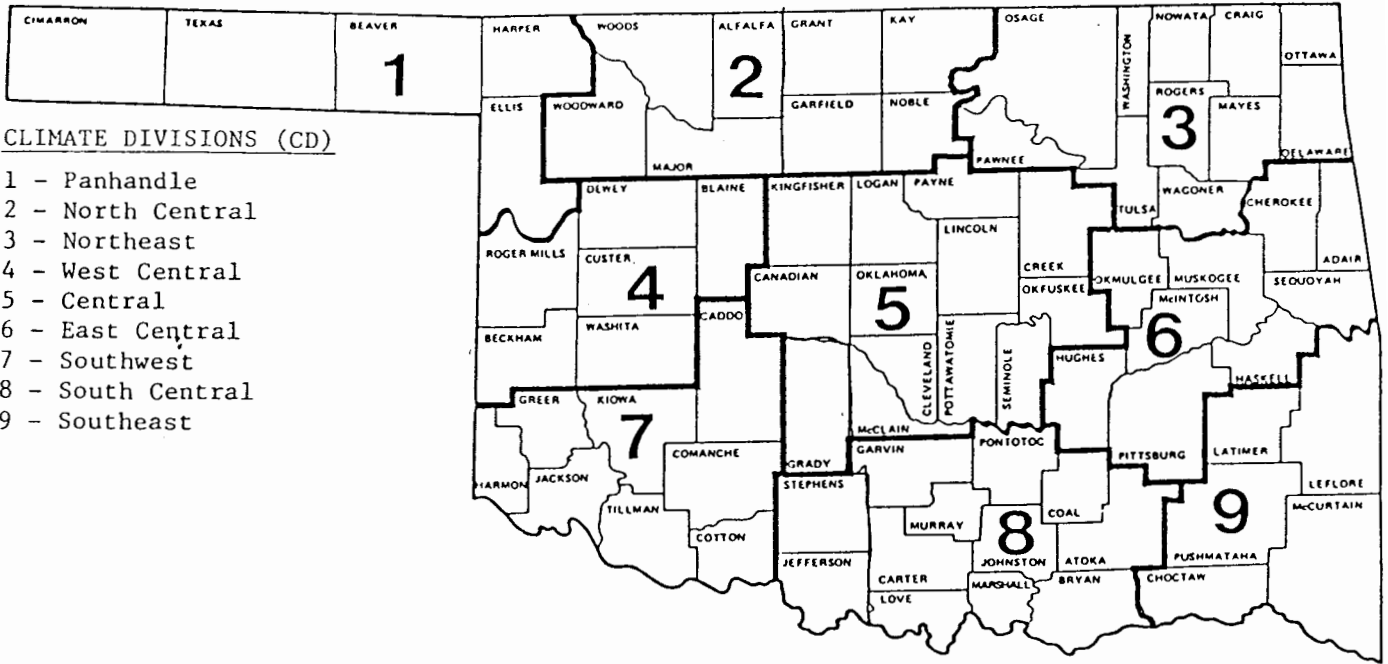 CIMARRON TEXAS BEAVER HARPER WOODS ALFALFA GRANT KAY OSAGE NOWATA CRAIG
WASHINGTON OTTAWA
1 2 3
ELLIS WOODWARD GARFIELD NOBLE ROGERS MAYES
CLIMATE DIVISIONS (CD)
1 - Panhandle
2 - North Central
3 - Northeast
4 - West Central
5 - Central
6 - East Central
7 - Southwest
8 - South Central
9 - Southeast
MAJOR PAWNEE DELAWARE
DEWEY BLAINE KINGFISHER LOGAN PAYNE WAGONER
TULSA CHEROKEE
LINCOLN
ROGER MILLS CUSTER CANADIAN OKLAHOMA CREEK OKMULGEE MUSKOGEE ADAIR
SEQUOYAH
4 5 OKFUSKEE McINTOSH
CADDO 6
BECKHAM WASHITA
CLEVELAND POTTAWATOMIE SEMINOLE HUGHES HASKELL
GREER KIOWA
7 McCLAIN
COMANCHE GRADY GARVIN PONTOTOC PITTSBURG LATIMER
HARMON JACKSON STEPHENS LEFLORE
TILLMAN MURRAY COAL McCURTAIN
8 9
COTTON JEFFERSON JOHNSTON ATOKA PUSHMATAHA
CARTER MARSHALL BRYAN CHOCTAW
LOVE